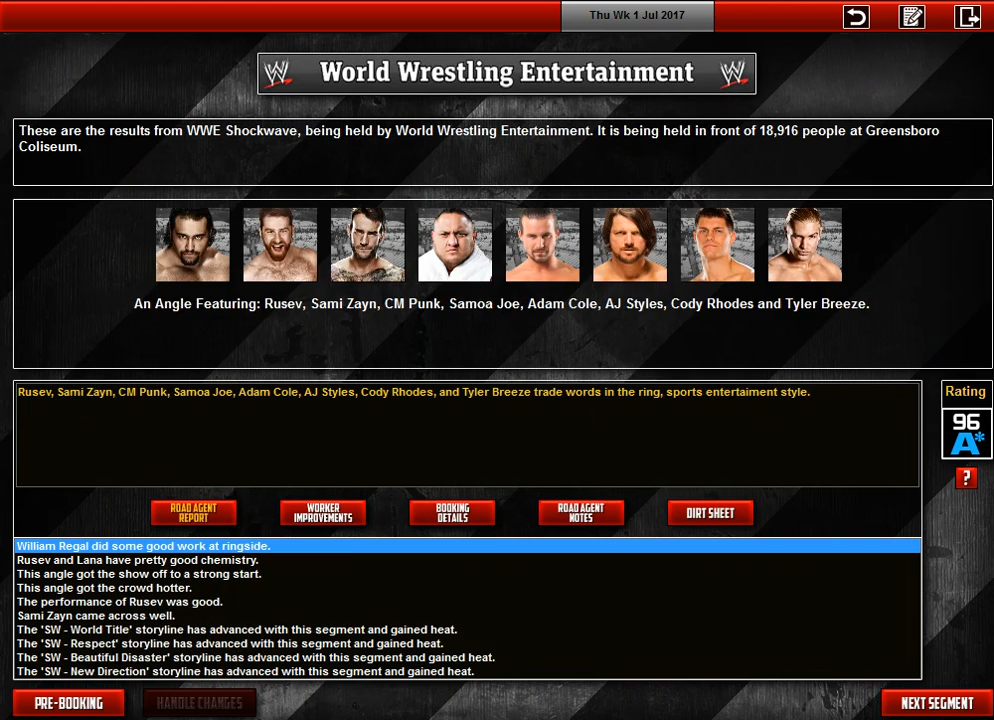 Thu Wk 1 Jul 2017
World Wrestling Entertainment
These are the results from WWE Shockwave, being held by World Wrestling Entertainment. It is being held in front of 18,916 people at Greensboro
Coliseum.
An Angle Featuring: Rusev, Sami Zayn, CM Punk, Samoa Joe, Adam Cole, AJ Styles, Cody Rhodes and Tyler Breeze.
Rusev, Sami Zayn, CM Punk, Samoa Joe, Adam Cole, AJ Styles, Cody Rhodes, and Tyler Breeze trade words in the ring, sports entertaiment style.
Rating
96
A*
?
ROAD AGENT
REPORT
WORKER
IMPROVEMENTS
BOOKING
DETAILS
ROAD AGENT
NOTES
DIRT SHEET
William Regal did some good work at ringside.
Rusev and Lana have pretty good chemistry.
This angle got the show off to a strong start.
This angle got the crowd hotter.
The performance of Rusev was good.
Sami Zayn came across well.
The 'SW - World Title' storyline has advanced with this segment and gained heat.
The 'SW - Respect' storyline has advanced with this segment and gained heat.
The 'SW - Beautiful Disaster' storyline has advanced with this segment and gained heat.
The 'SW - New Direction' storyline has advanced with this segment and gained heat.
PRE-BOOKING
HANDLE CHANGES
NEXT SEGMENT